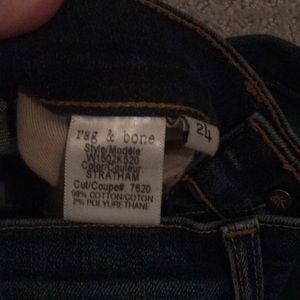 rag & bone
Style/Modèle
W1502K520
Color/Couleur
STRATHAM
Cut/Coupe#: 7620
98% COTTON/COTON
2% POLYURETHANE
24